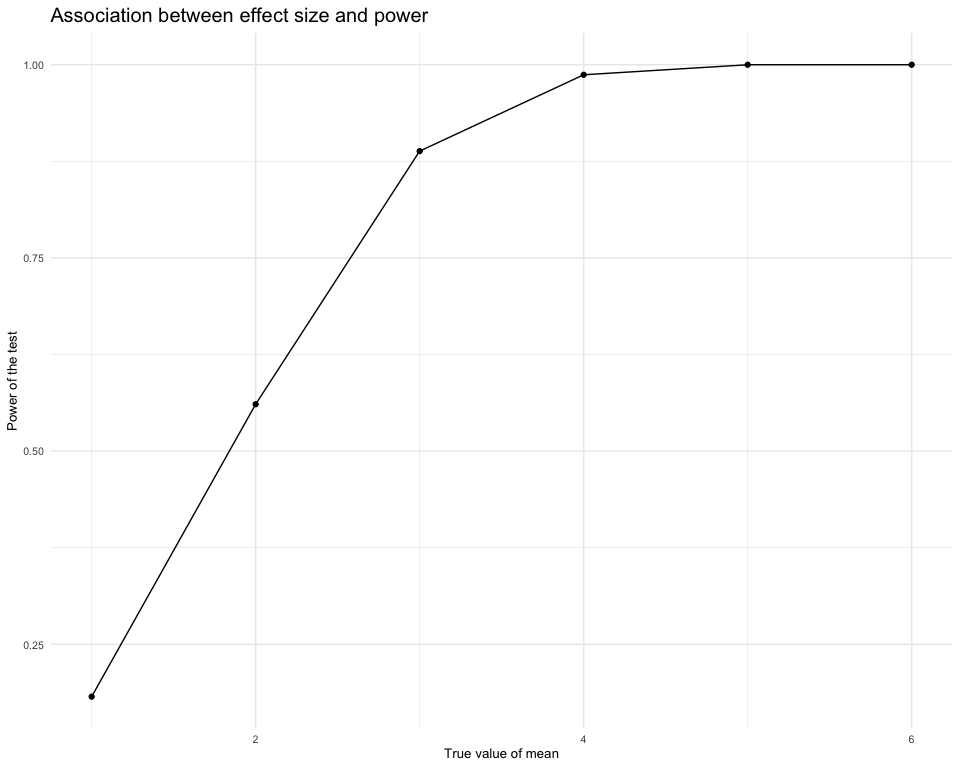 Association between effect size and power
1.00
0.75
0.50
0.25
Power of the test
2
4
6
True value of mean